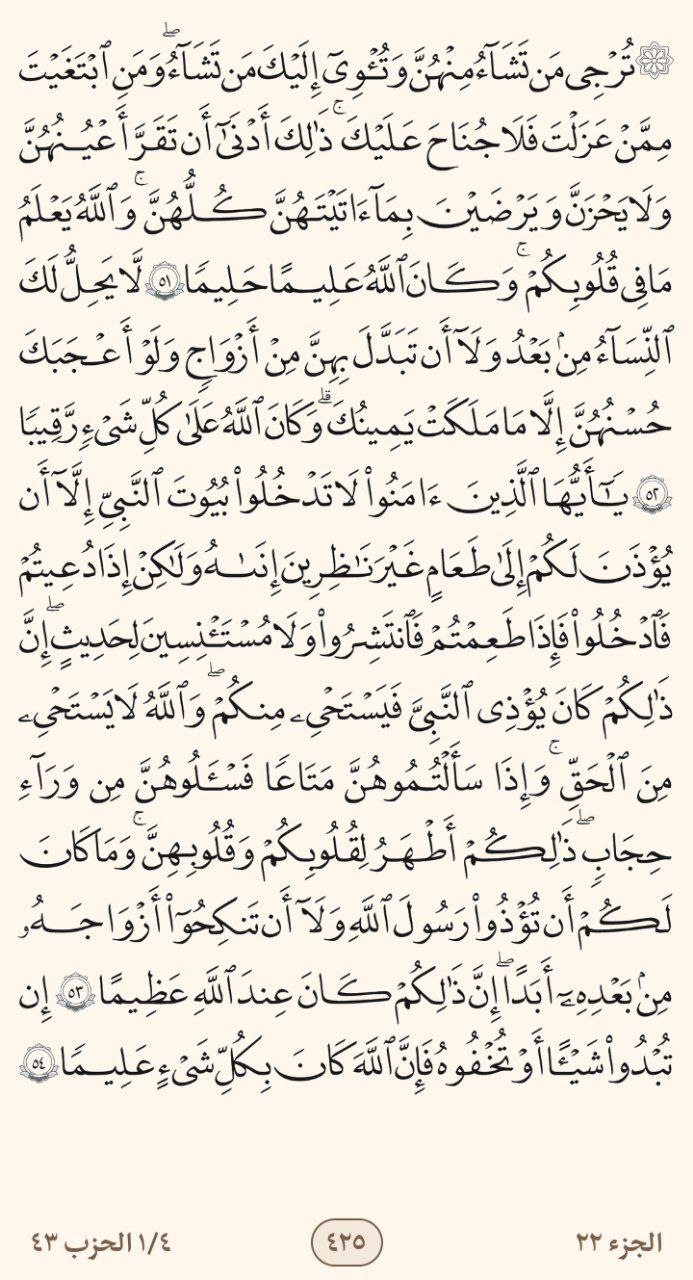 ۞ تُرۡجِي مَن تَشَآءُ مِنۡهُنَّ وَتُـٔۡوِيٓ إِلَيۡكَ مَن تَشَآءُۖ وَمَنِ ٱبۡتَغَيۡتَ
مِمَّنۡ عَزَلۡتَ فَلَا جُنَاحَ عَلَيۡكَۚ ذَٰلِكَ أَدۡنَىٰٓ أَن تَقَرَّ أَعۡيُنُهُنَّ
وَلَا يَحۡزَنَّ وَيَرۡضَيۡنَ بِمَآ ءَاتَيۡتَهُنَّ كُلُّهُنَّۚ وَٱللَّهُ يَعۡلَمُ
مَا فِي قُلُوبِكُمۡۚ وَكَانَ ٱللَّهُ عَلِيمًا حَلِيمٗا ٥١ لَّا يَحِلُّ لَكَ
ٱلنِّسَآءُ مِنۢ بَعۡدُ وَلَآ أَن تَبَدَّلَ بِهِنَّ مِنۡ أَزۡوَٰجٖ وَلَوۡ أَعۡجَبَكَ
حُسۡنُهُنَّ إِلَّا مَا مَلَكَتۡ يَمِينُكَۗ وَكَانَ ٱللَّهُ عَلَىٰ كُلِّ شَيۡءٖ رَّقِيبٗا
٥٢ يَـٰٓأَيُّهَا ٱلَّذِينَ ءَامَنُواْ لَا تَدۡخُلُواْ بُيُوتَ ٱلنَّبِيِّ إِلَّآ أَن
يُؤۡذَنَ لَكُمۡ إِلَىٰ طَعَامٍ غَيۡرَ نَٰظِرِينَ إِنَىٰهُ وَلَٰكِنۡ إِذَا دُعِيتُمۡ
فَٱدۡخُلُواْ فَإِذَا طَعِمۡتُمۡ فَٱنتَشِرُواْ وَلَا مُسۡتَـٔۡنِسِينَ لِحَدِيثٍۚ إِنَّ
ذَٰلِكُمۡ كَانَ يُؤۡذِي ٱلنَّبِيَّ فَيَسۡتَحۡيِۦ مِنكُمۡۖ وَٱللَّهُ لَا يَسۡتَحۡيِۦ
مِنَ ٱلۡحَقِّۚ وَإِذَا سَأَلۡتُمُوهُنَّ مَتَٰعٗا فَسۡـَٔلُوهُنَّ مِن وَرَآءِ
حِجَابٖۚ ذَٰلِكُمۡ أَطۡهَرُ لِقُلُوبِكُمۡ وَقُلُوبِهِنَّۚ وَمَا كَانَ
لَكُمۡ أَن تُؤۡذُواْ رَسُولَ ٱللَّهِ وَلَآ أَن تَنكِحُوٓاْ أَزۡوَٰجَهُۥ
مِنۢ بَعۡدِهِۦٓ أَبَدًاۚ إِنَّ ذَٰلِكُمۡ كَانَ عِندَ ٱللَّهِ عَظِيمًا ٥٣ إِن
تُبۡدُواْ شَيۡـًٔا أَوۡ تُخۡفُوهُ فَإِنَّ ٱللَّهَ كَانَ بِكُلِّ شَيۡءٍ عَلِيمٗا ٥٤
الجزء ٢٢ ٤٢٥ ١/٤ الحزب ٤٣